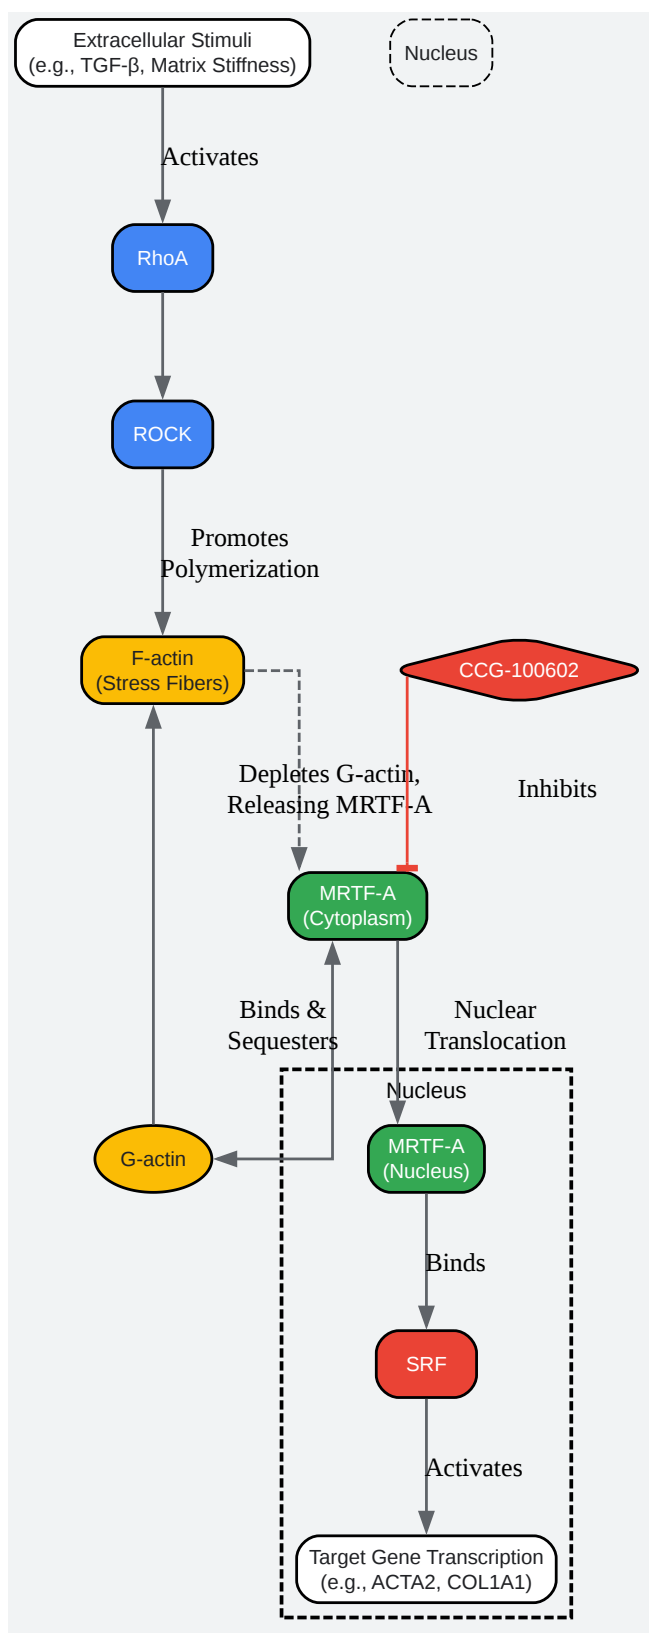 Extracellular Stimuli
(e.g., TGF-β, Matrix Stiffness)
Nucleus
Activates
RhoA
ROCK
Promotes
Polymerization
F-actin
(Stress Fibers)
CCG-100602
Depletes G-actin,
Releasing MRTF-A
Inhibits
MRTF-A
(Cytoplasm)
Binds &
Sequesters
Nuclear
Translocation
Nucleus
G-actin
MRTF-A
(Nucleus)
Binds
SRF
Activates
Target Gene Transcription
(e.g., ACTA2, COL1A1)